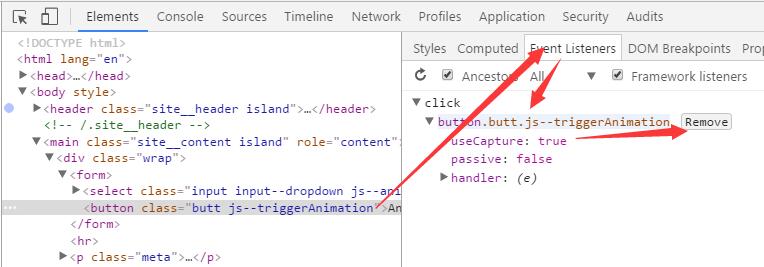 Elements Console Sources Network Performance Memory Application Security Audits
<!DOCTYPE html>
<html lang="en">
<head>…</head>
<body style>
<header class="site__header island">…</header>
<!-- /.site__header -->
<main class="site__content island" role="content">
<div class="wrap">
<form>
<select class="input input--dropdown js--ani
<button class="butt js--triggerAnimation">An
</form>
<hr>
<p class="meta">…</p>
Styles Computed Event Listeners DOM Breakpoints Prope
Ancestors All Framework listeners
click
button.butt.js--triggerAnimation Remove
useCapture: true
passive: false
handler: (e)